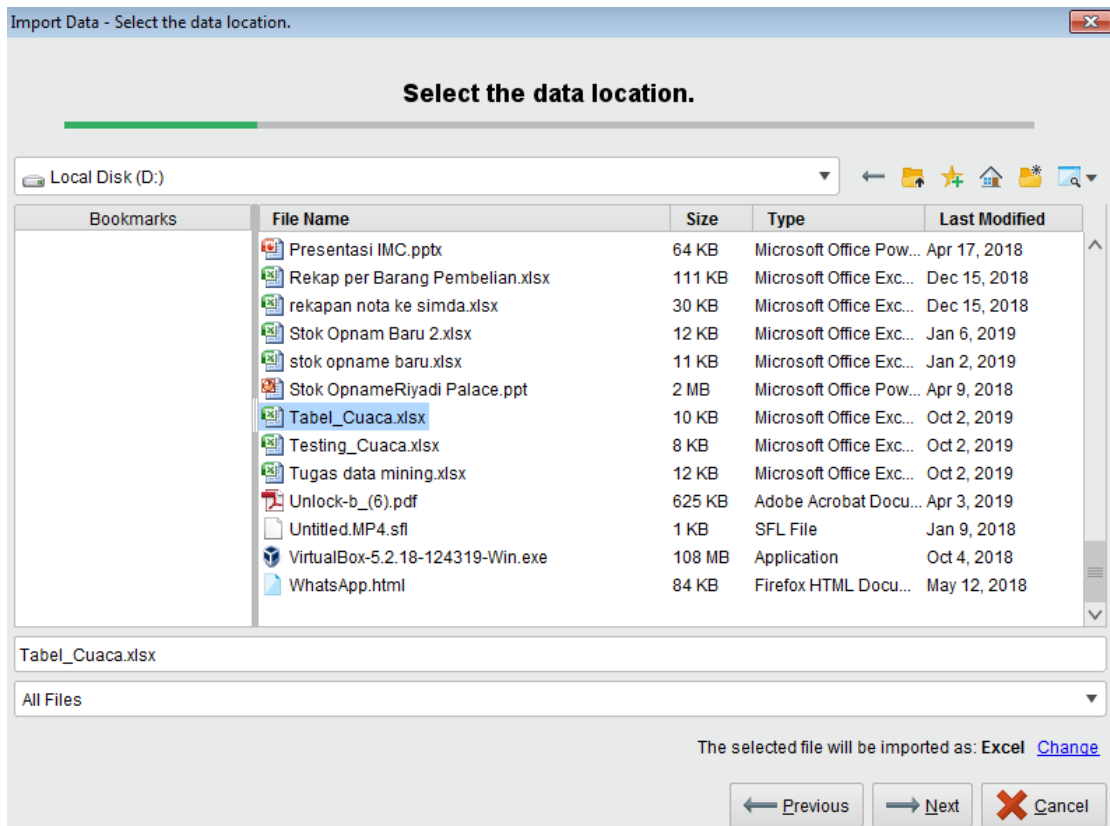 Import Data - Select the data location.
Select the data location.
Local Disk (D:)
Bookmarks File Name Size Type Last Modified
Presentasi IMC.pptx 64 KB Microsoft Office Pow... Apr 17, 2018
Rekap per Barang Pembelian.xlsx 111 KB Microsoft Office Exc... Dec 15, 2018
rekapan nota ke simda.xlsx 30 KB Microsoft Office Exc... Dec 15, 2018
Stok Opnam Baru 2.xlsx 12 KB Microsoft Office Exc... Jan 6, 2019
stok opname baru.xlsx 11 KB Microsoft Office Exc... Jan 2, 2019
Stok OpnameRiyadi Palace.ppt 2 MB Microsoft Office Pow... Apr 9, 2018
Tabel_Cuaca.xlsx 10 KB Microsoft Office Exc... Oct 2, 2019
Testing_Cuaca.xlsx 8 KB Microsoft Office Exc... Oct 2, 2019
Tugas data mining.xlsx 12 KB Microsoft Office Exc... Oct 2, 2019
Unlock-b_(6).pdf 625 KB Adobe Acrobat Docu... Apr 3, 2019
Untitled.MP4.sfl 1 KB SFL File Jan 9, 2018
VirtualBox-5.2.18-124319-Win.exe 108 MB Application Oct 4, 2018
WhatsApp.html 84 KB Firefox HTML Docu... May 12, 2018
Tabel_Cuaca.xlsx
All Files
The selected file will be imported as: Excel Change
Previous Next Cancel